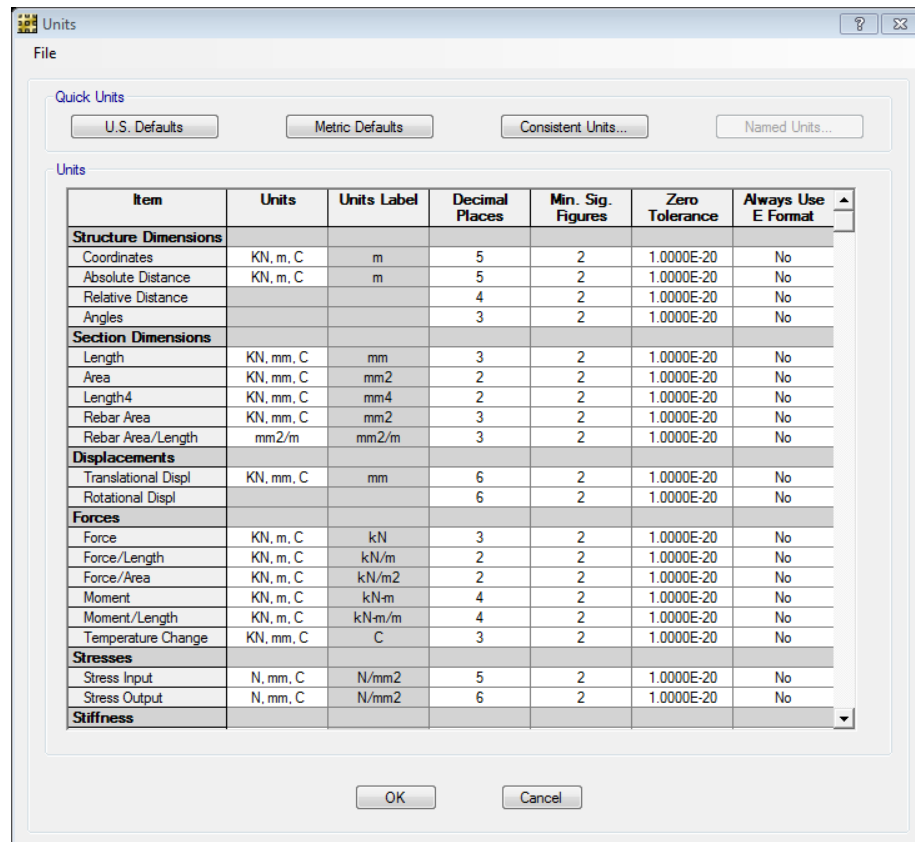 Units
File
Quick Units
U.S. Defaults Metric Defaults Consistent Units... Named Units...
Units
Item Units Units Label Decimal Places Min. Sig. Figures Zero Tolerance Always Use E Format
Structure Dimensions
Coordinates KN, m, C m 5 2 1.0000E-20 No
Absolute Distance KN, m, C m 5 2 1.0000E-20 No
Relative Distance 4 2 1.0000E-20 No
Angles 3 2 1.0000E-20 No
Section Dimensions
Length KN, mm, C mm 3 2 1.0000E-20 No
Area KN, mm, C mm2 2 2 1.0000E-20 No
Length4 KN, mm, C mm4 2 2 1.0000E-20 No
Rebar Area KN, mm, C mm2 3 2 1.0000E-20 No
Rebar Area/Length mm2/m mm2/m 3 2 1.0000E-20 No
Displacements
Translational Displ KN, mm, C mm 6 2 1.0000E-20 No
Rotational Displ 6 2 1.0000E-20 No
Forces
Force KN, m, C kN 3 2 1.0000E-20 No
Force/Length KN, m, C kN/m 2 2 1.0000E-20 No
Force/Area KN, m, C kN/m2 2 2 1.0000E-20 No
Moment KN, m, C kN-m 4 2 1.0000E-20 No
Moment/Length KN, m, C kN-m/m 4 2 1.0000E-20 No
Temperature Change KN, mm, C C 3 2 1.0000E-20 No
Stresses
Stress Input N, mm, C N/mm2 5 2 1.0000E-20 No
Stress Output N, mm, C N/mm2 6 2 1.0000E-20 No
Stiffness
OK Cancel